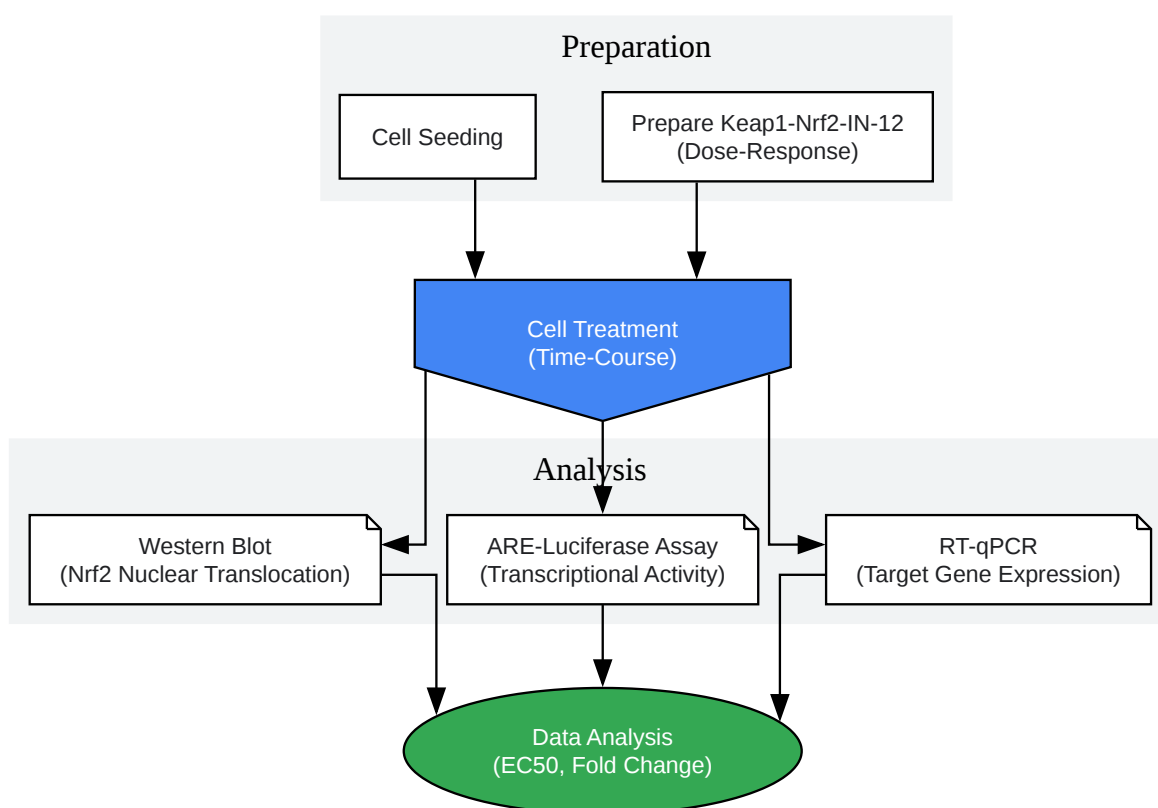 Preparation
Cell Seeding
Prepare Keap1-Nrf2-IN-12
(Dose-Response)
Cell Treatment
(Time-Course)
Analysis
Western Blot
(Nrf2 Nuclear Translocation)
ARE-Luciferase Assay
(Transcriptional Activity)
RT-qPCR
(Target Gene Expression)
Data Analysis
(EC50, Fold Change)